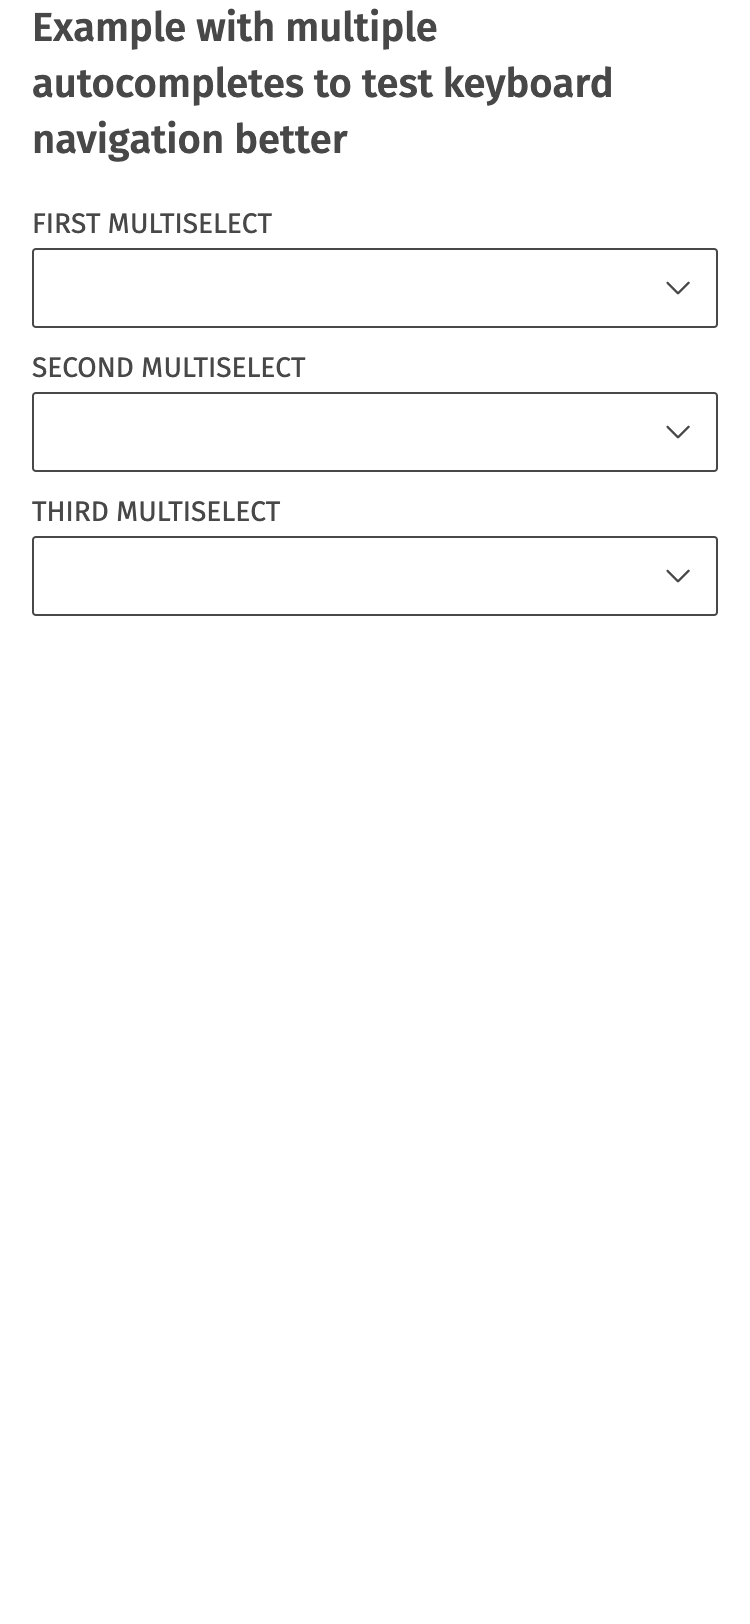 Example with multiple
autocompletes to test keyboard
navigation better
FIRST MULTISELECT
SECOND MULTISELECT
THIRD MULTISELECT